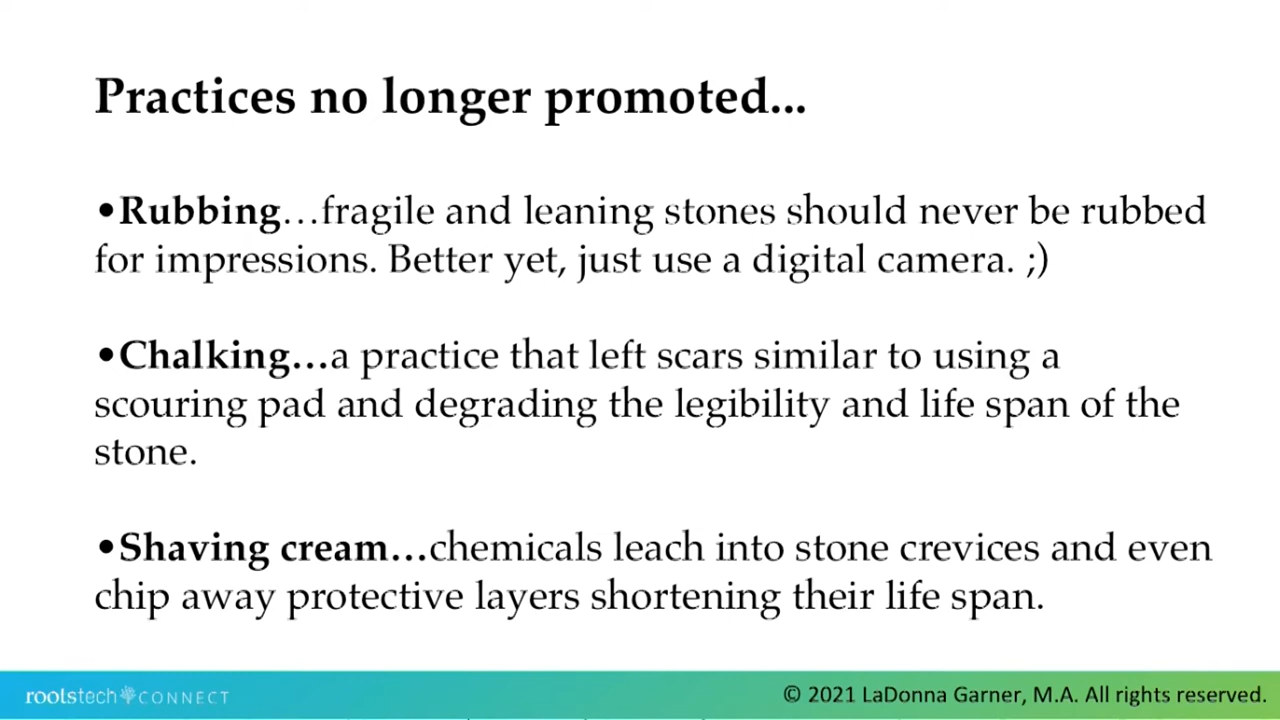 Practices no longer promoted...
•Rubbing…fragile and leaning stones should never be rubbed
for impressions. Better yet, just use a digital camera. ;)
•Chalking…a practice that left scars similar to using a
scouring pad and degrading the legibility and life span of the
stone.
•Shaving cream…chemicals leach into stone crevices and even
chip away protective layers shortening their life span.
rootstech CONNECT
© 2021 LaDonna Garner, M.A. All rights reserved.